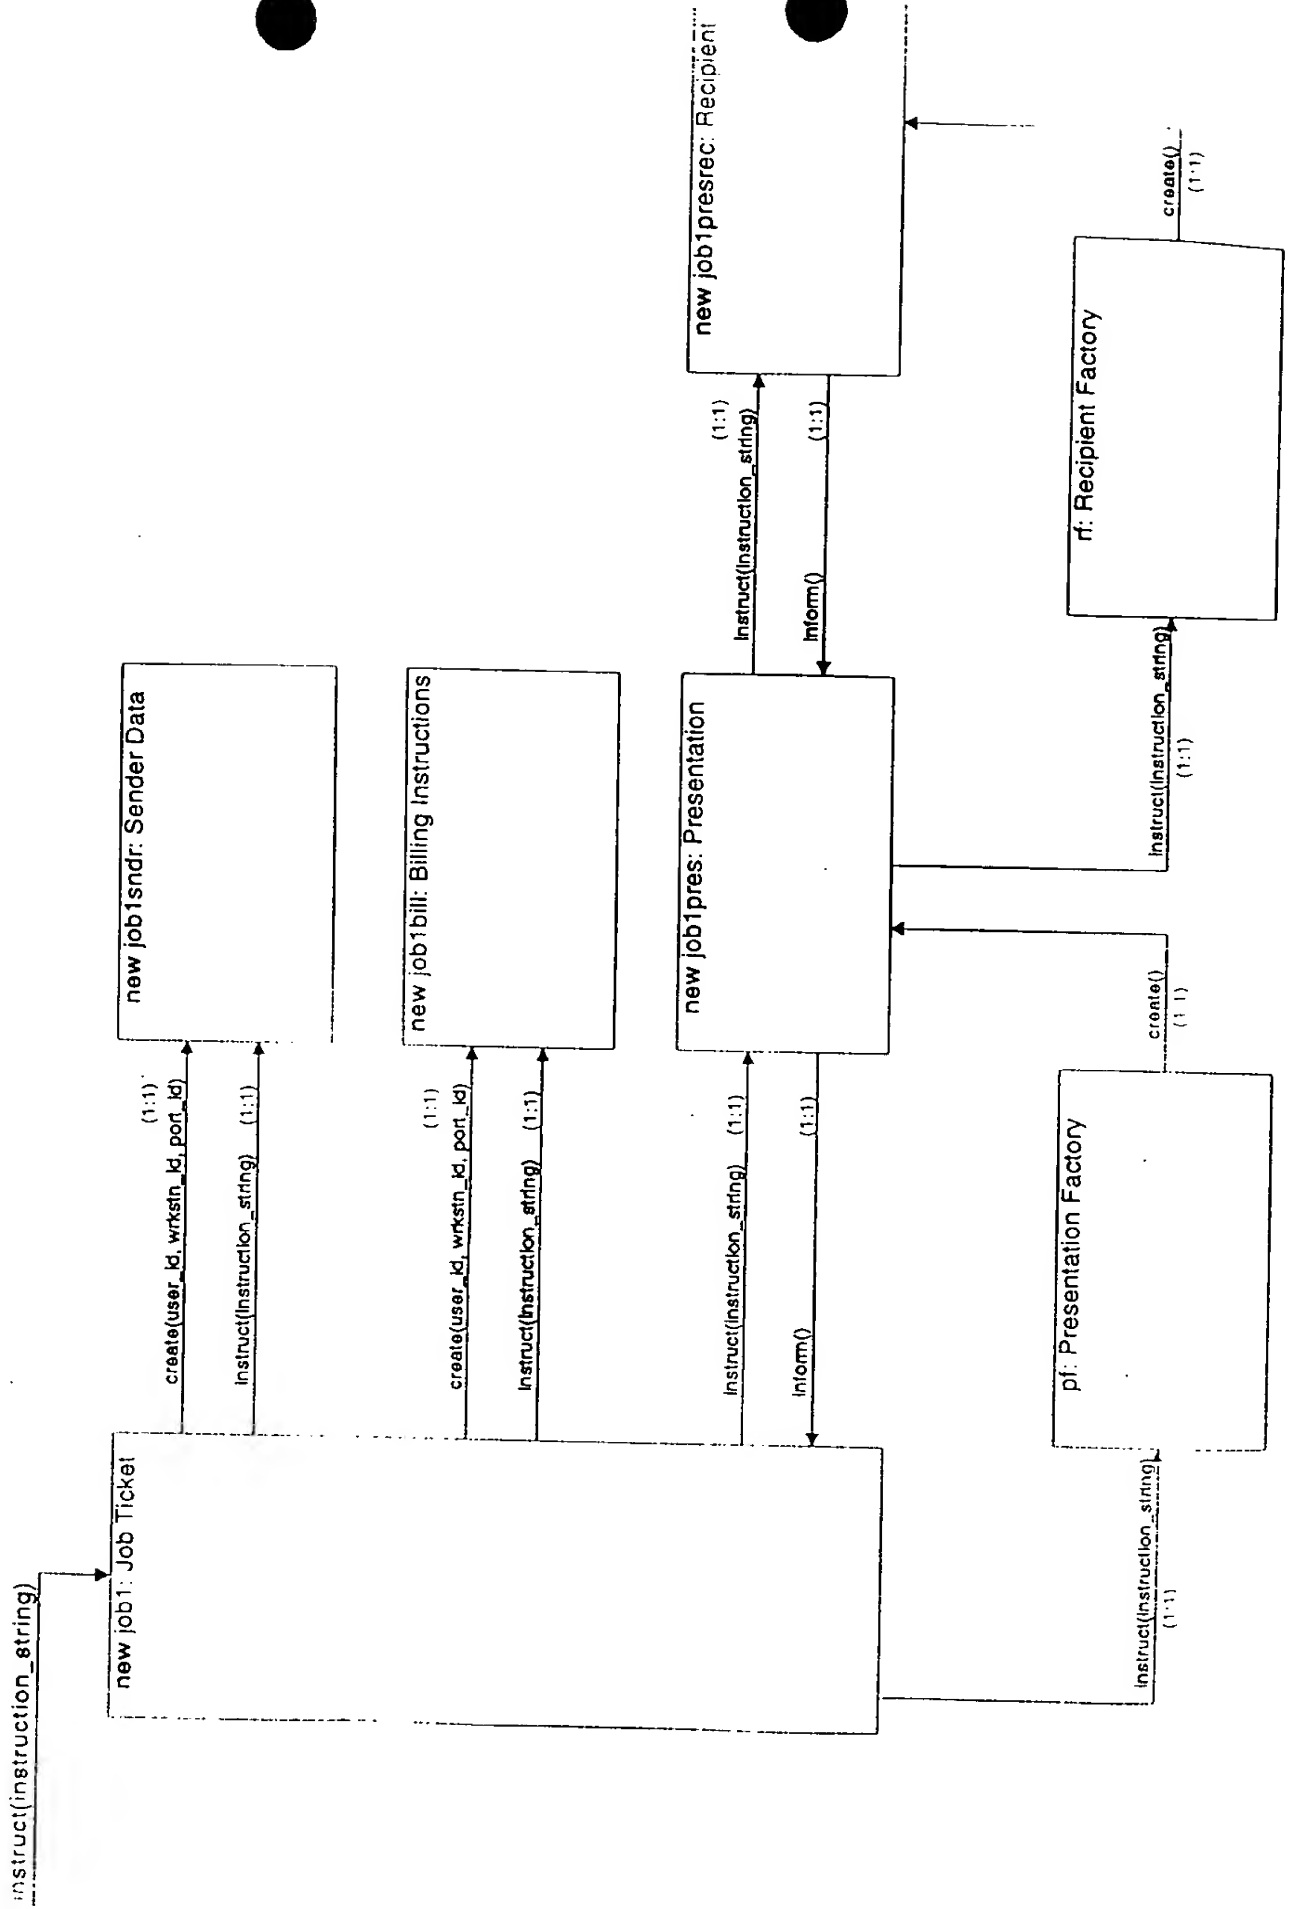 instruct(instruction_string)
new job1: Job Ticket
create(user_id, wrkstn_id, port_id)
(1:1)
instruct(instruction_string)
(1:1)
new job1sndr: Sender Data
create(user_id, wrkstn_id, port_id)
(1:1)
instruct(instruction_string)
(1:1)
new job1bill: Billing Instructions
instruct(instruction_string)
(1:1)
inform()
(1:1)
new job1pres: Presentation
instruct(instruction_string)
(1:1)
inform()
(1:1)
new job1presrec: Recipient
instruct(instruction_string)
(1:1)
pf: Presentation Factory
create()
(1:1)
instruct(instruction_string)
(1:1)
rf: Recipient Factory
create()
(1:1)